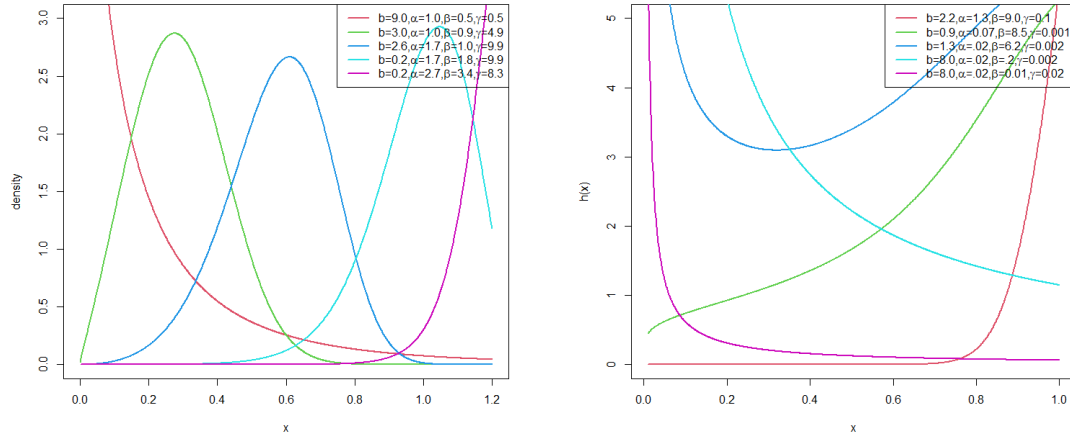 3.0
2.5
2.0
1.5
1.0
0.5
0.0
density
b=9.0,α=1.0,β=0.5,γ=0.5
b=3.0,α=1.0,β=0.9,γ=4.9
b=2.6,α=1.7,β=1.0,γ=9.9
b=0.2,α=1.7,β=1.8,γ=9.9
b=0.2,α=2.7,β=3.4,γ=8.3
0.0 0.2 0.4 0.6 0.8 1.0 1.2
x
5
4
3
2
1
0
h(x)
b=2.2,α=1.3,β=9.0,γ=0.1
b=0.9,α=0.07,β=8.5,γ=0.001
b=1.3,α=.02,β=6.2,γ=0.002
b=8.0,α=.02,β=.2,γ=0.002
b=8.0,α=.02,β=0.01,γ=0.02
0.0 0.2 0.4 0.6 0.8 1.0
x